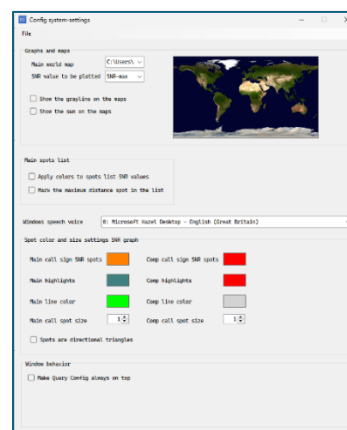 Config system-settings
File
Graphs and maps
Main world map C:\Users\
SNR value to be plotted SNR-max
Show the grayline on the maps
Show the sun on the maps
Main spots list
Apply colors to spots list SNR values
Mark the maximum distance spot in the list
Windows speech voice 0: Microsoft Hazel Desktop - English (Great Britain)
Spot color and size settings SNR graph
Main call sign SNR spots Comp call sign SNR spots
Main highlights Comp highlights
Main line color Comp line color
Main call spot size 1 Comp call spot size 1
Spots are directional triangles
Window behavior
Make Query Config always on top